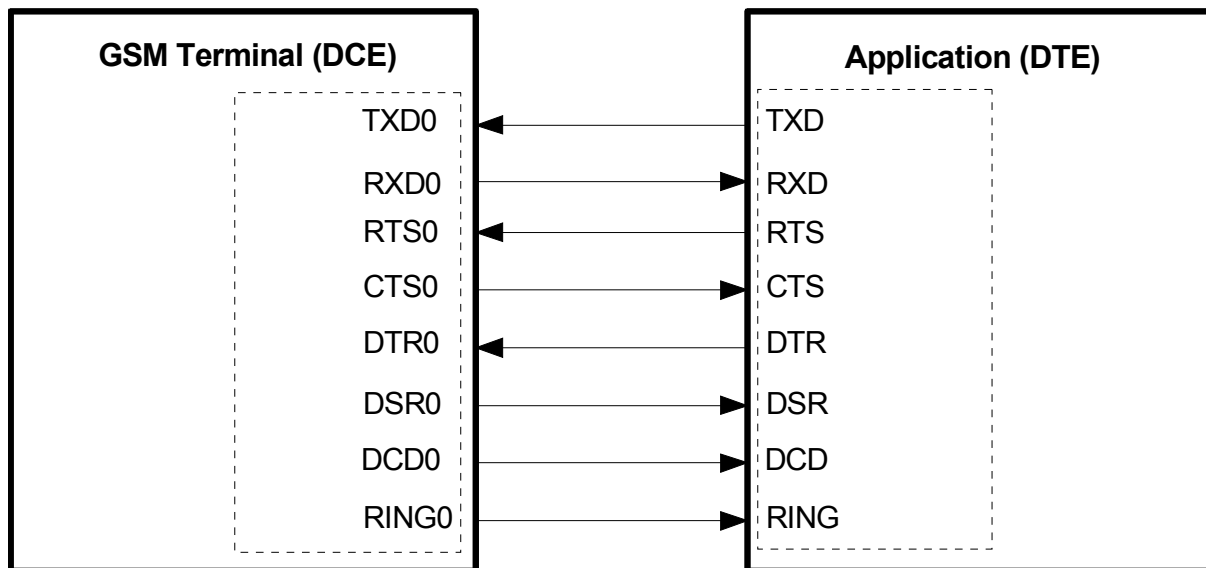 GSM Terminal (DCE)
TXD0
RXD0
RTS0
CTS0
DTR0
DSR0
DCD0
RING0
Application (DTE)
TXD
RXD
RTS
CTS
DTR
DSR
DCD
RING